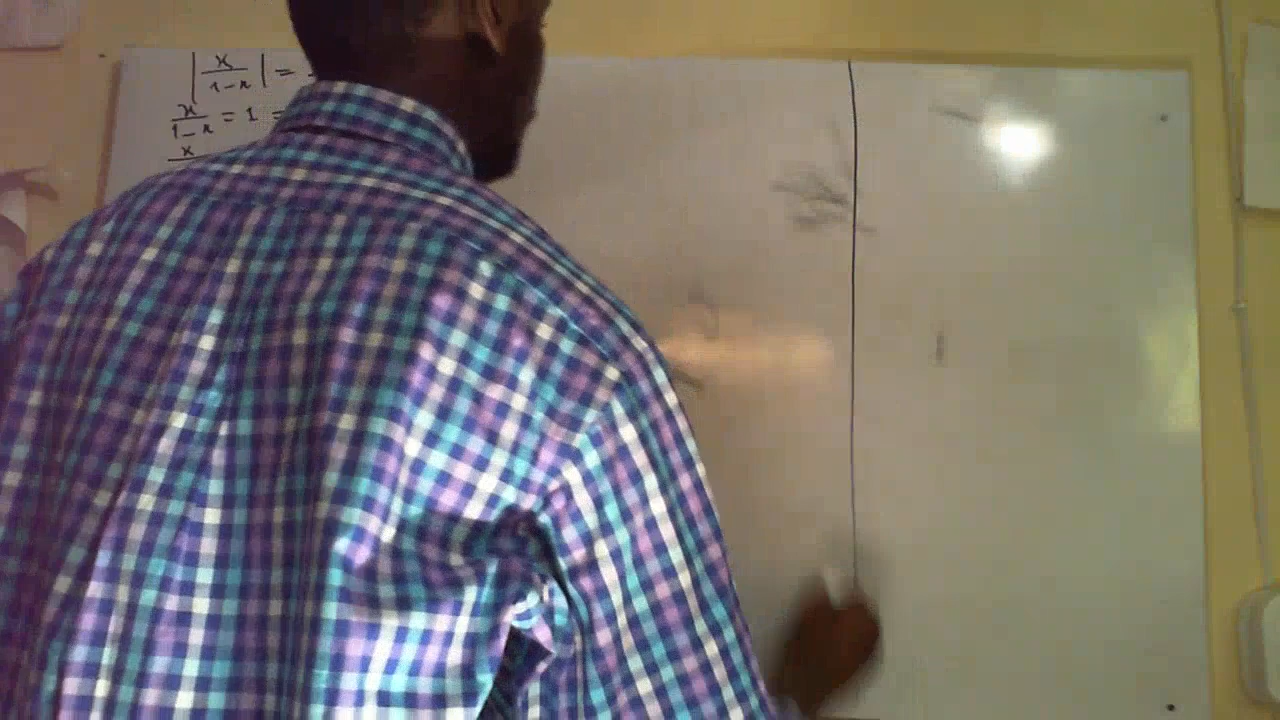 |x/1-x| =
x/1-x = 1 =
x